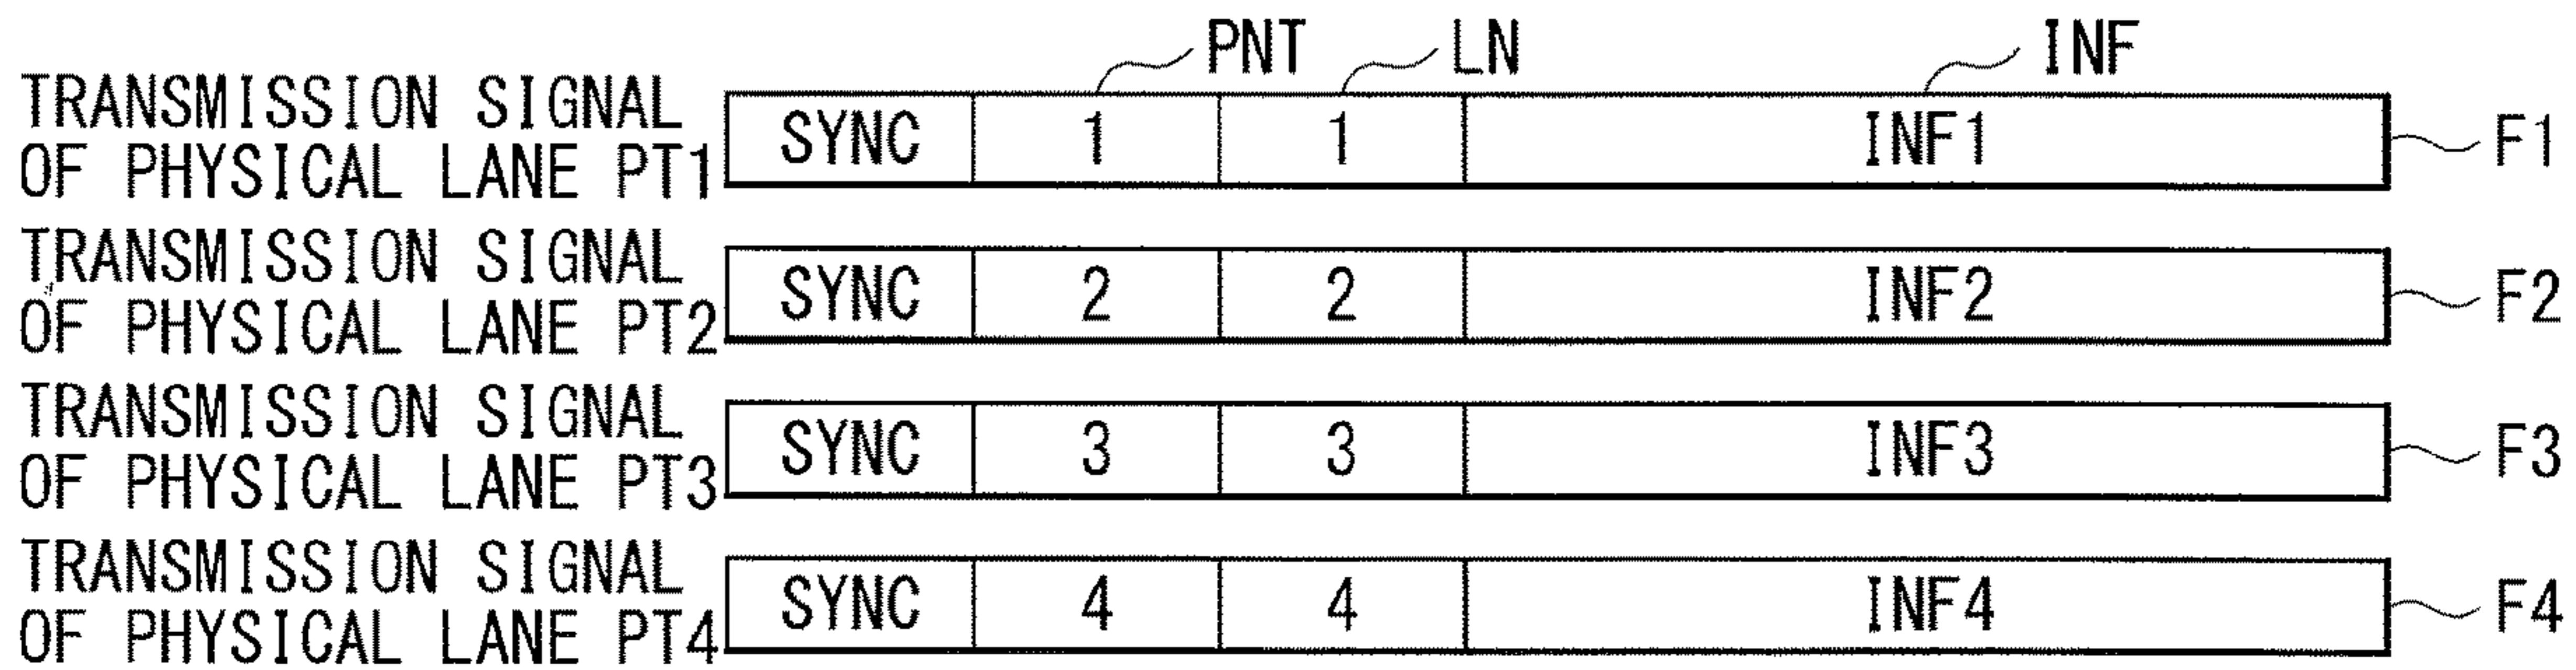 PNT LN INF
TRANSMISSION SIGNAL
OF PHYSICAL LANE PT1 SYNC 1 1 INF1 F1
TRANSMISSION SIGNAL
OF PHYSICAL LANE PT2 SYNC 2 2 INF2 F2
TRANSMISSION SIGNAL
OF PHYSICAL LANE PT3 SYNC 3 3 INF3 F3
TRANSMISSION SIGNAL
OF PHYSICAL LANE PT4 SYNC 4 4 INF4 F4